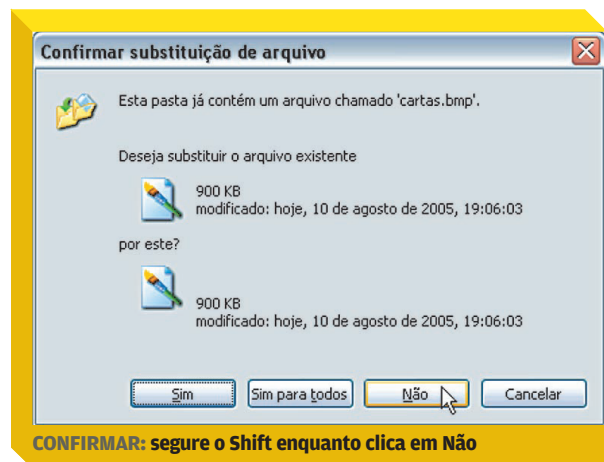 Confirmar substituição de arquivo
Esta pasta já contém um arquivo chamado 'cartas.bmp'.
Deseja substituir o arquivo existente
900 KB
modificado: hoje, 10 de agosto de 2005, 19:06:03
por este?
900 KB
modificado: hoje, 10 de agosto de 2005, 19:06:03
Sim Sim para todos Não Cancelar
CONFIRMAR: segure o Shift enquanto clica em Não